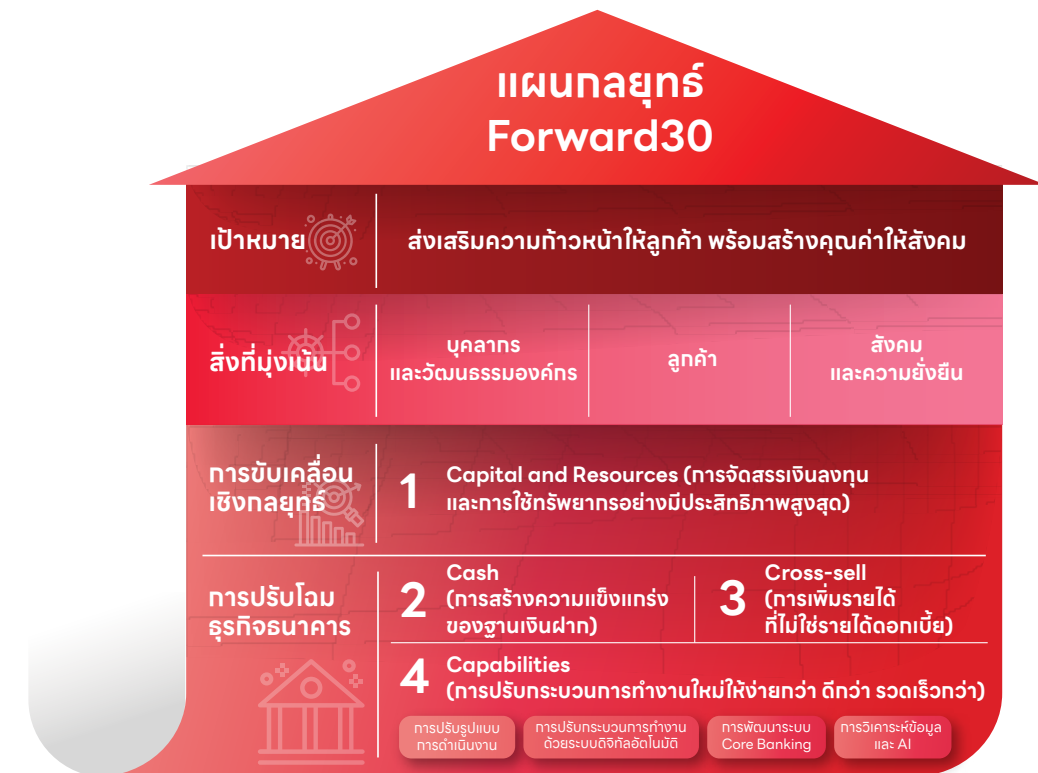 แผนกลยุทธ์
Forward30
เป้าหมาย
ส่งเสริมความก้าวหน้าให้ลูกค้า พร้อมสร้างคุณค่าให้สังคม
สิ่งที่มุ่งเน้น
บุคลากร
และวัฒนธรรมองค์กร
ลูกค้า
สังคม
และความยั่งยืน
การขับเคลื่อน
เชิงกลยุทธ์
1
Capital and Resources (การจัดสรรเงินลงทุน
และการใช้ทรัพยากรอย่างมีประสิทธิภาพสูงสุด)
การปรับโฉม
ธุรกิจธนาคาร
2
Cash
(การสร้างความแข็งแกร่ง
ของฐานเงินฝาก)
3
Cross-sell
(การเพิ่มรายได้
ที่ไม่ใช่รายได้ดอกเบี้ย)
4
Capabilities
(การปรับกระบวนการทำงานใหม่ให้ง่ายกว่า ดีกว่า รวดเร็วกว่า)
การปรับรูปแบบ
การดำเนินงาน
การปรับกระบวนการทำงาน
ด้วยระบบดิจิทัลอัตโนมัติ
การพัฒนาระบบ
Core Banking
การวิเคราะห์ข้อมูล
และ AI